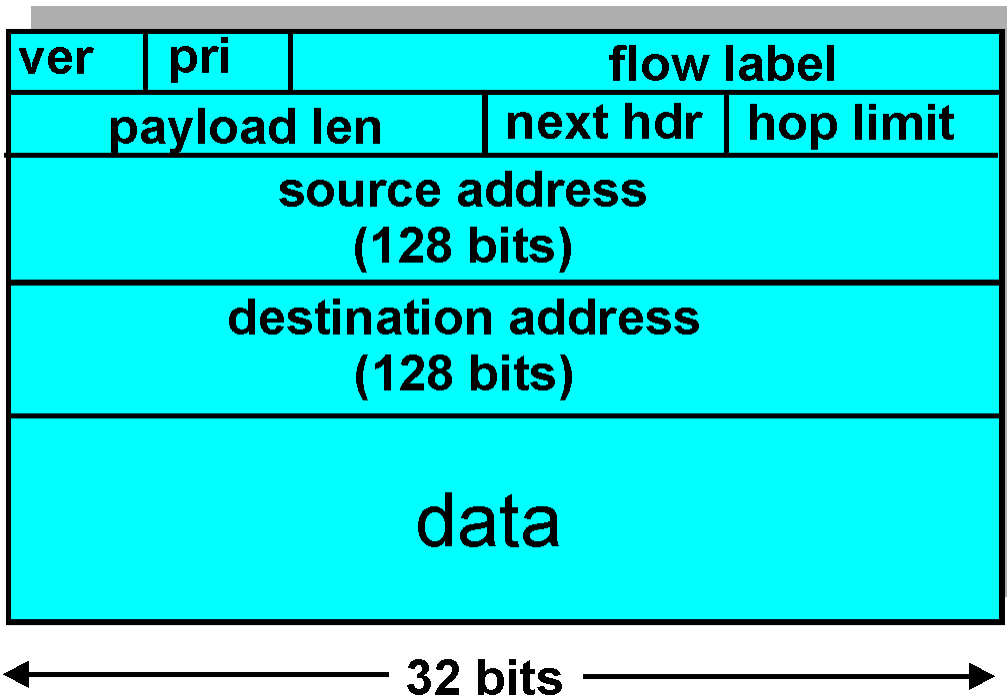 ver pri flow label
payload len next hdr hop limit
source address
(128 bits)
destination address
(128 bits)
data
32 bits